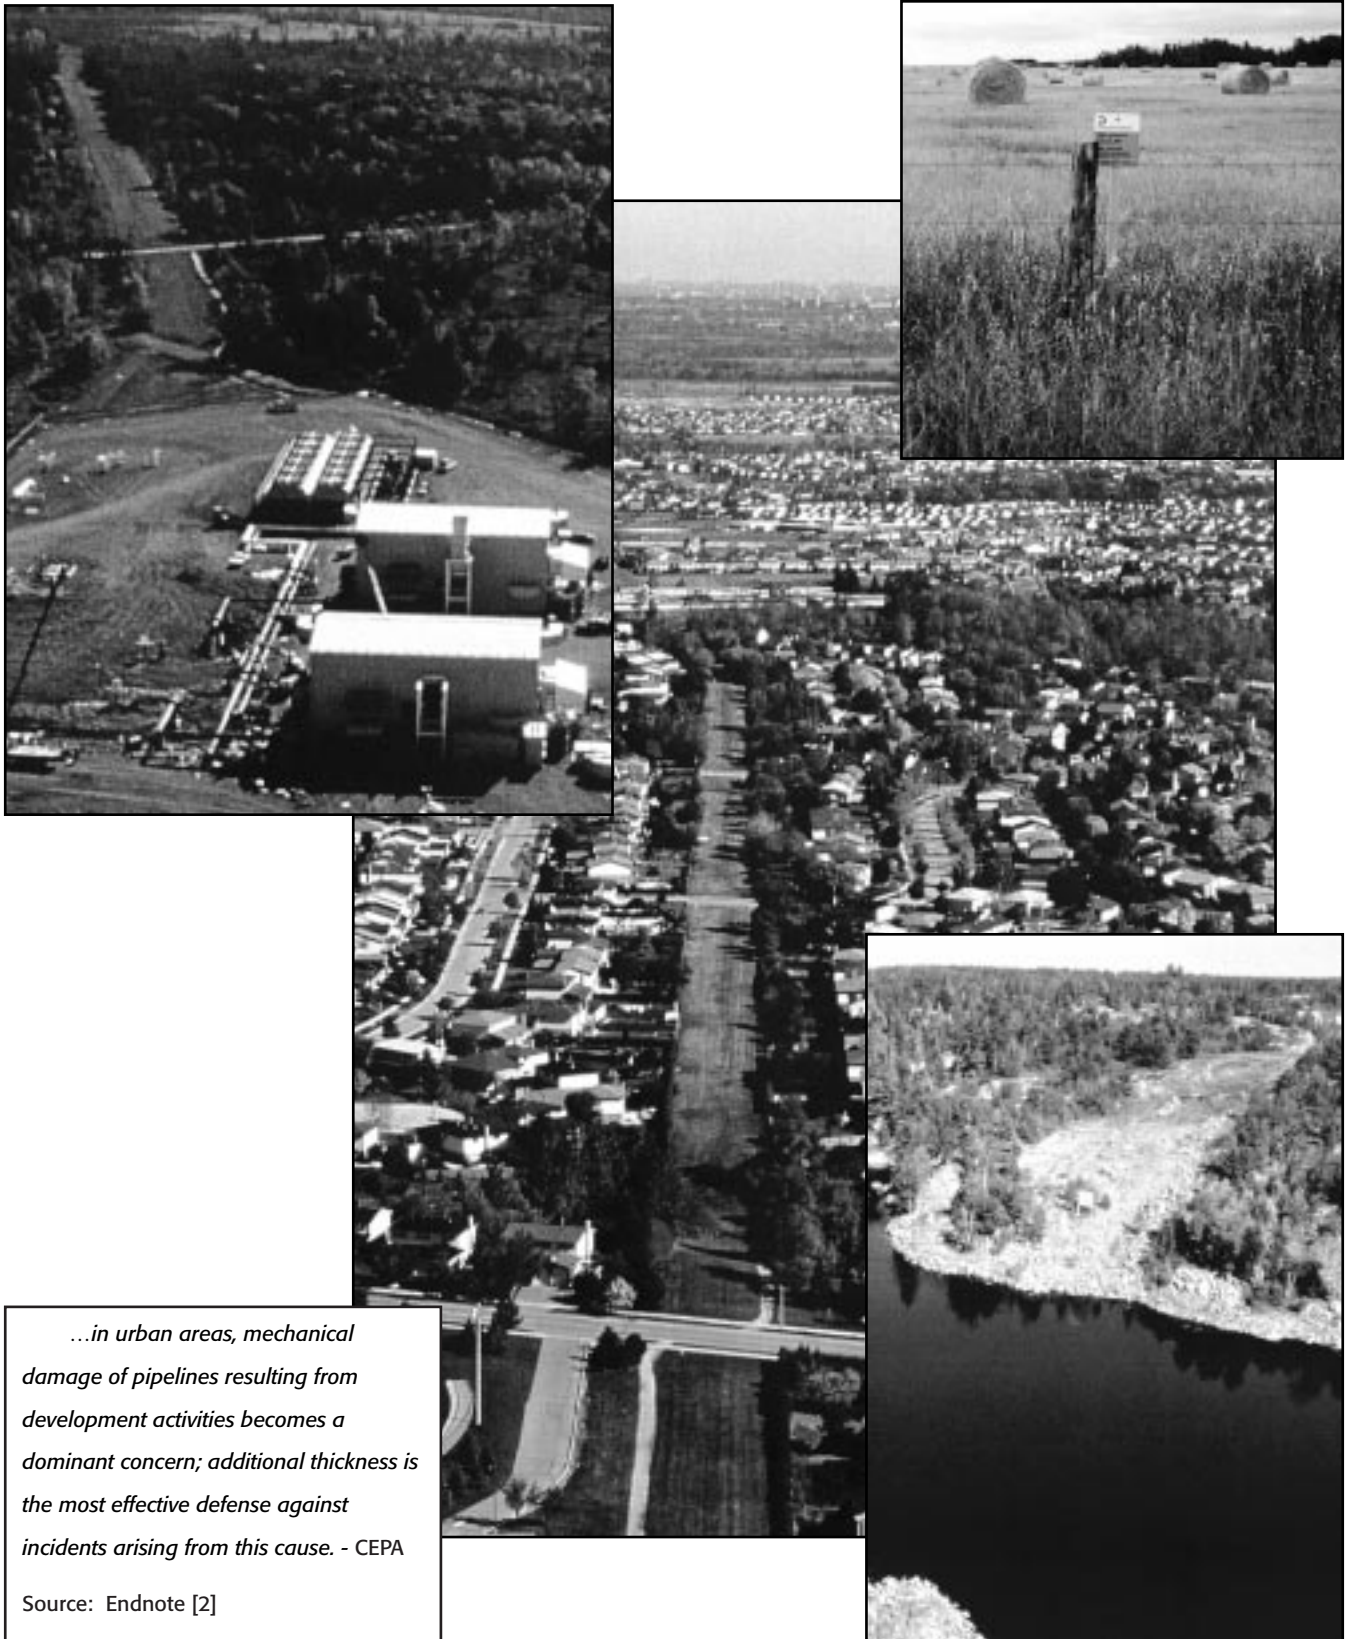 …in urban areas, mechanical
damage of pipelines resulting from
development activities becomes a
dominant concern; additional thickness is
the most effective defense against
incidents arising from this cause. - CEPA
Source:  Endnote [2]